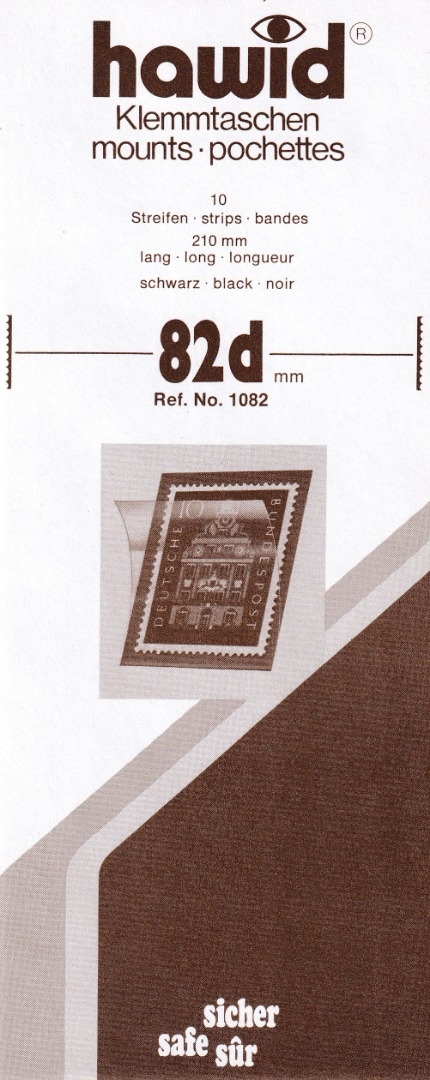 hawid®
Klemmtaschen
mounts · pochettes
10
Streifen · strips · bandes
210 mm
lang · long · longueur
schwarz · black · noir
82d mm
Ref. No. 1082
10
DEUTSCHE
BUNDESPOST
sicher
safe sûr